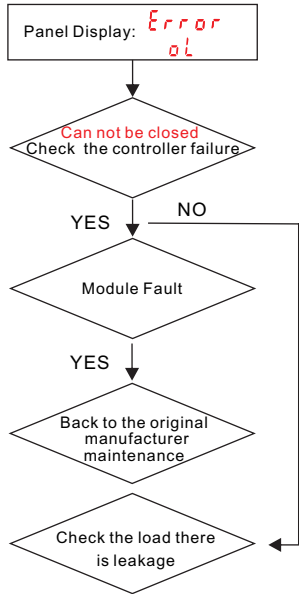 Panel Display: Error
oL
Can not be closed
Check the controller failure
YES
NO
Module Fault
YES
Back to the original
manufacturer
maintenance
Check the load there
is leakage